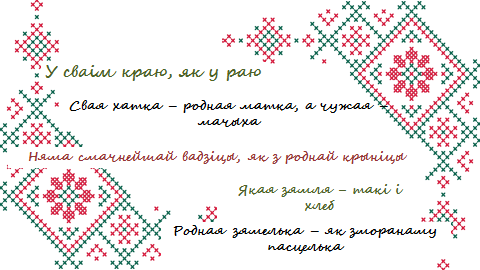 У сваім краю, як у раю
Свая хатка – родная матка, а чужая –
мачыха
Няма смачнейшай вадзіцы, як з роднай крыніцы
Якая зямля – такі і
хлеб
Родная зямелька – як зморанаму
пасцелька